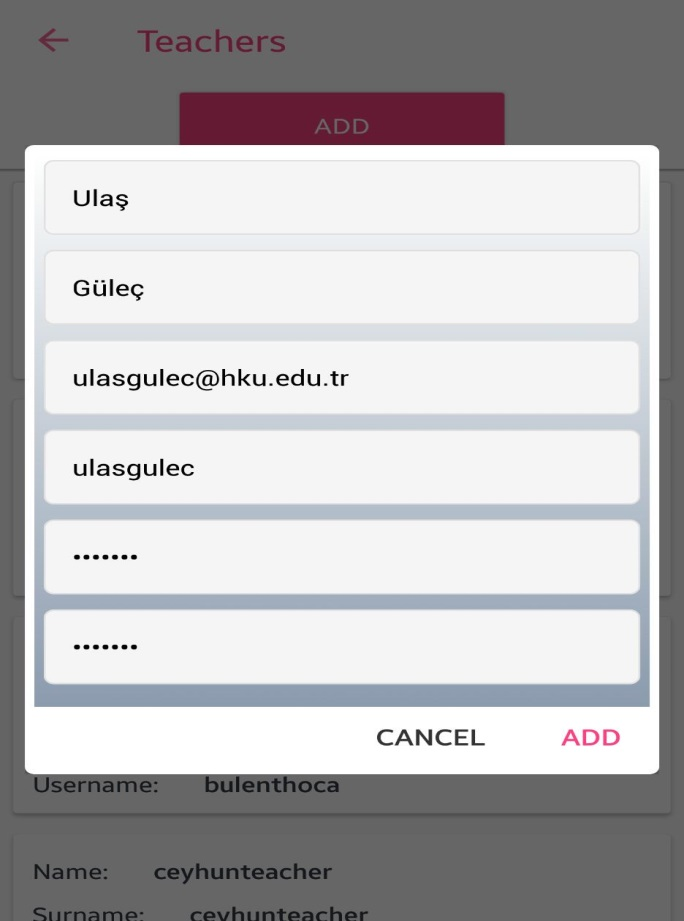 Teachers
ADD
Ulaş
Güleç
ulasgulec@hku.edu.tr
ulasgulec
•••••••
•••••••
CANCEL ADD
Username: bulenthoca
Name: ceyhunteacher
Surname: ceyhunteacher